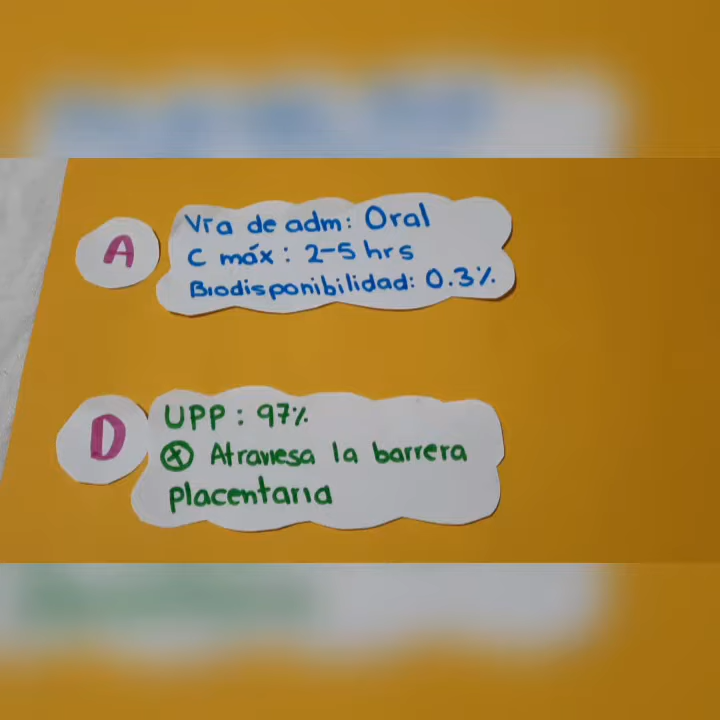 A
Vía de adm: Oral
C máx: 2-5 hrs
Biodisponibilidad: 0.3%
D
UPP: 97%
Atraviesa la barrera
placentaria